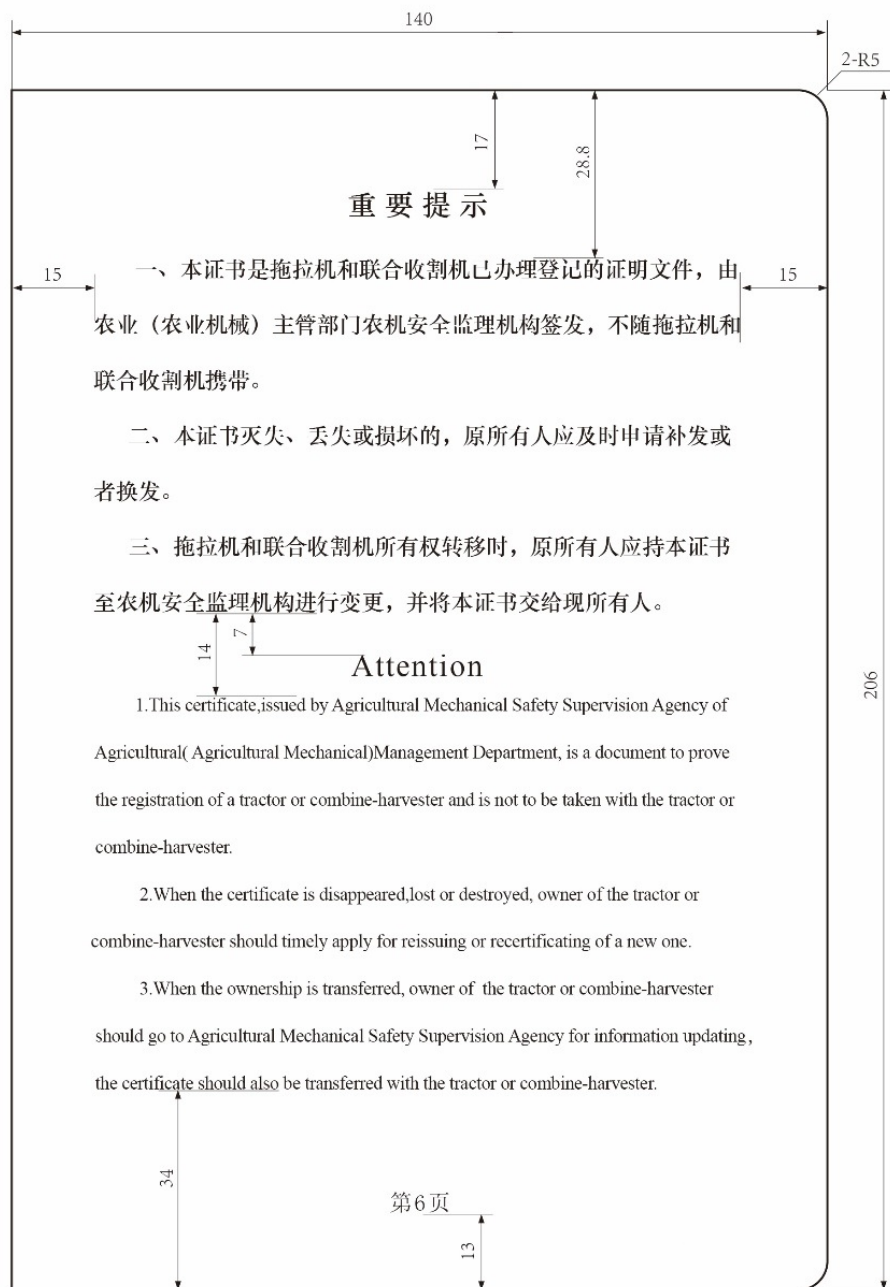 140
2-R5
17
28.8
重要提示
15
一、本证书是拖拉机和联合收割机已办理登记的证明文件，由
15
农业（农业机械）主管部门农机安全监理机构签发，不随拖拉机和
联合收割机携带。
二、本证书灭失、丢失或损坏的，原所有人应及时申请补发或
者换发。
三、拖拉机和联合收割机所有权转移时，原所有人应持本证书
至农机安全监理机构进行变更，并将本证书交给现所有人。
14
7
Attention
206
1.This certificate,issued by Agricultural Mechanical Safety Supervision Agency of
Agricultural( Agricultural Mechanical)Management Department, is a document to prove
the registration of a tractor or combine-harvester and is not to be taken with the tractor or
combine-harvester.
2.When the certificate is disappeared,lost or destroyed, owner of the tractor or
combine-harvester should timely apply for reissuing or recertificating of a new one.
3.When the ownership is transferred, owner of the tractor or combine-harvester
should go to Agricultural Mechanical Safety Supervision Agency for information updating,
the certificate should also be transferred with the tractor or combine-harvester.
34
第6页
13